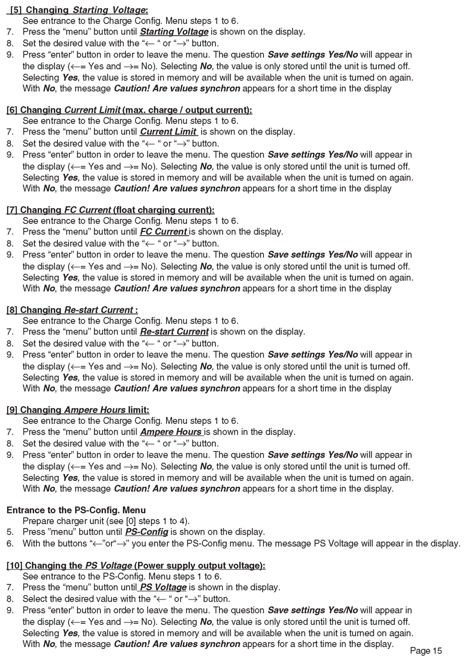 [5] Changing Starting Voltage:
See entrance to the Charge Config. Menu steps 1 to 6.
7. Press the “menu” button until Starting Voltage is shown on the display.
8. Set the desired value with the “← “ or “→” button.
9. Press “enter” button in order to leave the menu. The question Save settings Yes/No will appear in
the display (←= Yes and →= No). Selecting No, the value is only stored until the unit is turned off.
Selecting Yes, the value is stored in memory and will be available when the unit is turned on again.
With No, the message Caution! Are values synchron appears for a short time in the display
[6] Changing Current Limit (max. charge / output current):
See entrance to the Charge Config. Menu steps 1 to 6.
7. Press the “menu” button until Current Limit is shown on the display.
8. Set the desired value with the “← “ or “→” button.
9. Press “enter” button in order to leave the menu. The question Save settings Yes/No will appear in
the display (←= Yes and →= No). Selecting No, the value is only stored until the unit is turned off.
Selecting Yes, the value is stored in memory and will be available when the unit is turned on again.
With No, the message Caution! Are values synchron appears for a short time in the display
[7] Changing FC Current (float charging current):
See entrance to the Charge Config. Menu steps 1 to 6.
7. Press the “menu” button until FC Current is shown on the display.
8. Set the desired value with the “← “ or “→” button.
9. Press “enter” button in order to leave the menu. The question Save settings Yes/No will appear in
the display (←= Yes and →= No). Selecting No, the value is only stored until the unit is turned off.
Selecting Yes, the value is stored in memory and will be available when the unit is turned on again.
With No, the message Caution! Are values synchron appears for a short time in the display
[8] Changing Re-start Current :
See entrance to the Charge Config. Menu steps 1 to 6.
7. Press the “menu” button until Re-start Current is shown on the display.
8. Set the desired value with the “← “ or “→” button.
9. Press “enter” button in order to leave the menu. The question Save settings Yes/No will appear in
the display (←= Yes and →= No). Selecting No, the value is only stored until the unit is turned off.
Selecting Yes, the value is stored in memory and will be available when the unit is turned on again.
With No, the message Caution! Are values synchron appears for a short time in the display
[9] Changing Ampere Hours limit:
See entrance to the Charge Config. Menu steps 1 to 6.
7. Press the “menu” button until Ampere Hours is shown in the display.
8. Set the desired value with the “← “ or “→” button.
9. Press “enter” button in order to leave the menu. The question Save settings Yes/No will appear in
the display (←= Yes and →= No). Selecting No, the value is only stored until the unit is turned off.
Selecting Yes, the value is stored in memory and will be available when the unit is turned on again.
With No, the message Caution! Are values synchron appears for a short time in the display.
Entrance to the PS-Config. Menu
Prepare charger unit (see [0] steps 1 to 4).
5. Press "menu” button until PS-Config is shown on the display.
6. With the buttons “←”or“→” you enter the PS-Config menu. The message PS Voltage will appear in the display.
[10] Changing the PS Voltage (Power supply output voltage):
See entrance to the PS-Config. Menu steps 1 to 6.
7. Press the “menu” button until PS Voltage is shown in the display.
8. Select the desired value with the “← “ or “→” button.
9. Press “enter” button in order to leave the menu. The question Save settings Yes/No will appear in
the display (←= Yes and →= No). Selecting No, the value is only stored until the unit is turned off.
Selecting Yes, the value is stored in memory and will be available when the unit is turned on again.
With No, the message Caution! Are values synchron appears for a short time in the display.
Page 15